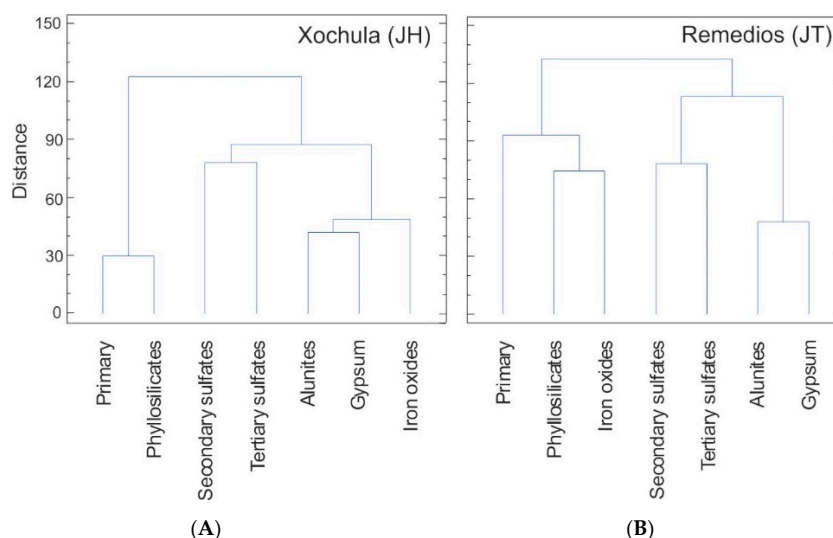 Xochula (JH)
Remedios (JT)
Distance
150
120
90
60
30
0
Primary
Phyllosilicates
Secondary sulfates
Tertiary sulfates
Alunites
Gypsum
Iron oxides
Primary
Phyllosilicates
Iron oxides
Secondary sulfates
Tertiary sulfates
Alunites
Gypsum
(A)
(B)